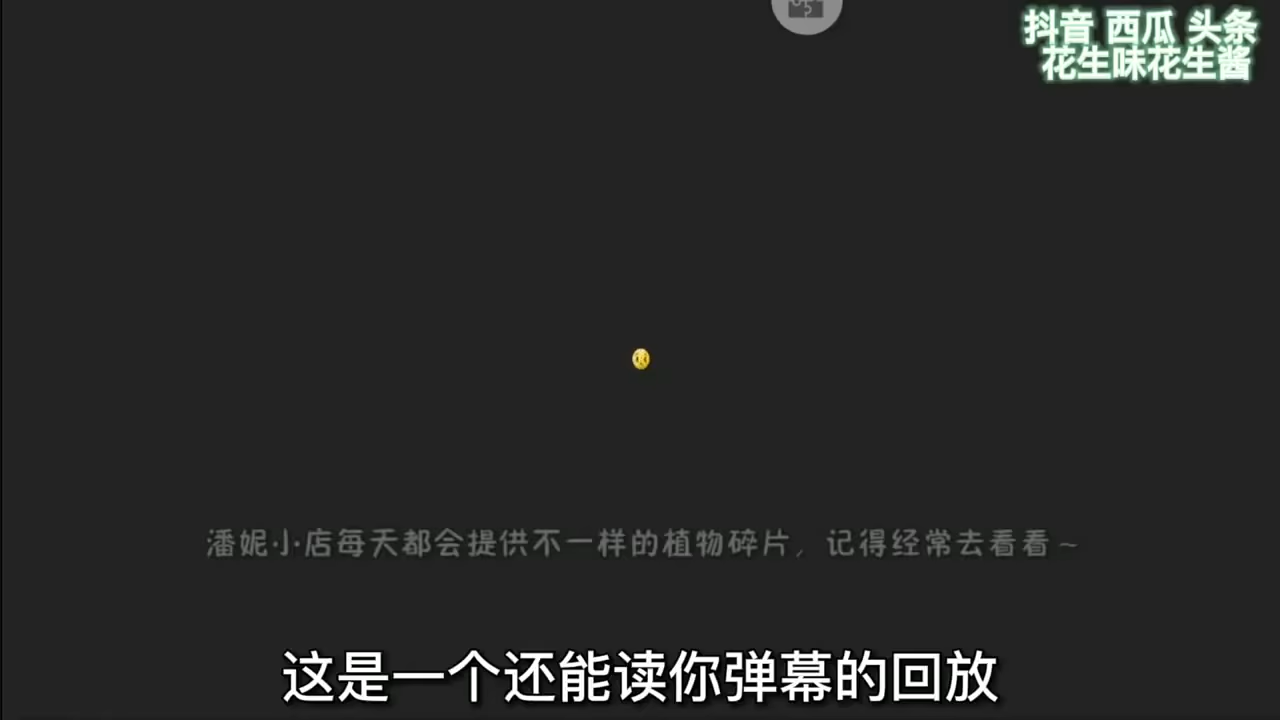 抖音 西瓜 头条
花生味花生酱
潘妮小店每天都会提供不一样的植物碎片，记得经常去看看～
这是一个还能读你弹幕的回放